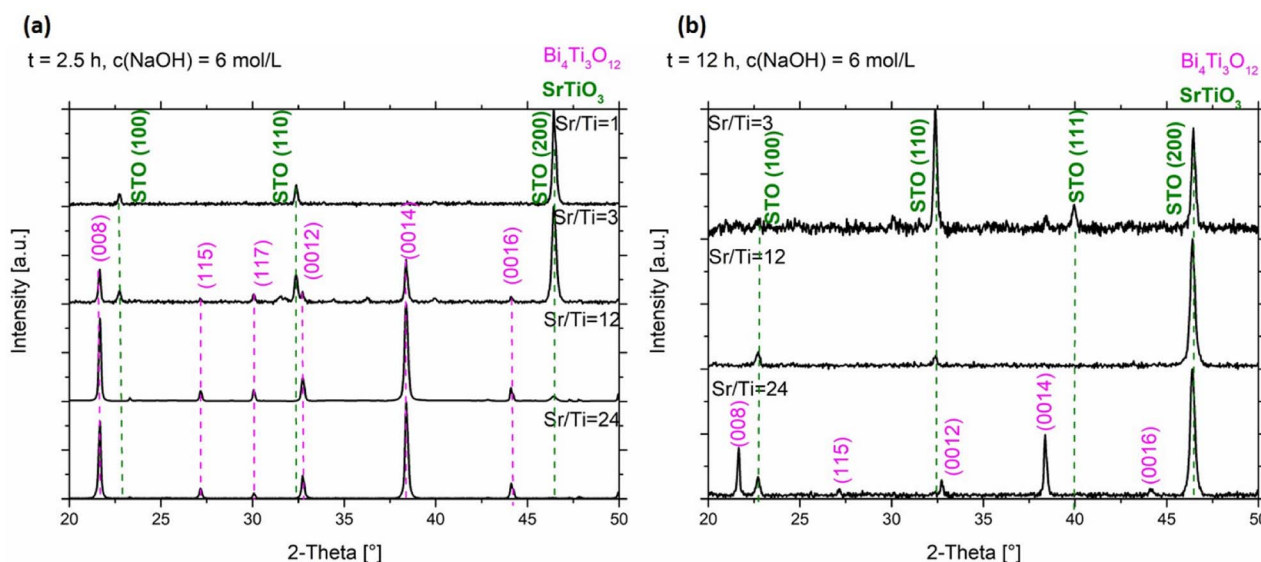 (a)
t = 2.5 h, c(NaOH) = 6 mol/L
Bi₄Ti₃O₁₂
SrTiO₃
Sr/Ti=1
STO (100)
STO (110)
STO (200)
Sr/Ti=3
(008)
(115)
(117)
(0012)
(0014)
(0016)
Sr/Ti=12
Sr/Ti=24
Intensity [a.u.]
20 25 30 35 40 45 50
2-Theta [°]
(b)
t = 12 h, c(NaOH) = 6 mol/L
Bi₄Ti₃O₁₂
SrTiO₃
Sr/Ti=3
STO (100)
STO (110)
STO (111)
STO (200)
Sr/Ti=12
Sr/Ti=24
(008)
(115)
(0012)
(0014)
(0016)
Intensity [a.u.]
20 25 30 35 40 45 50
2-Theta [°]